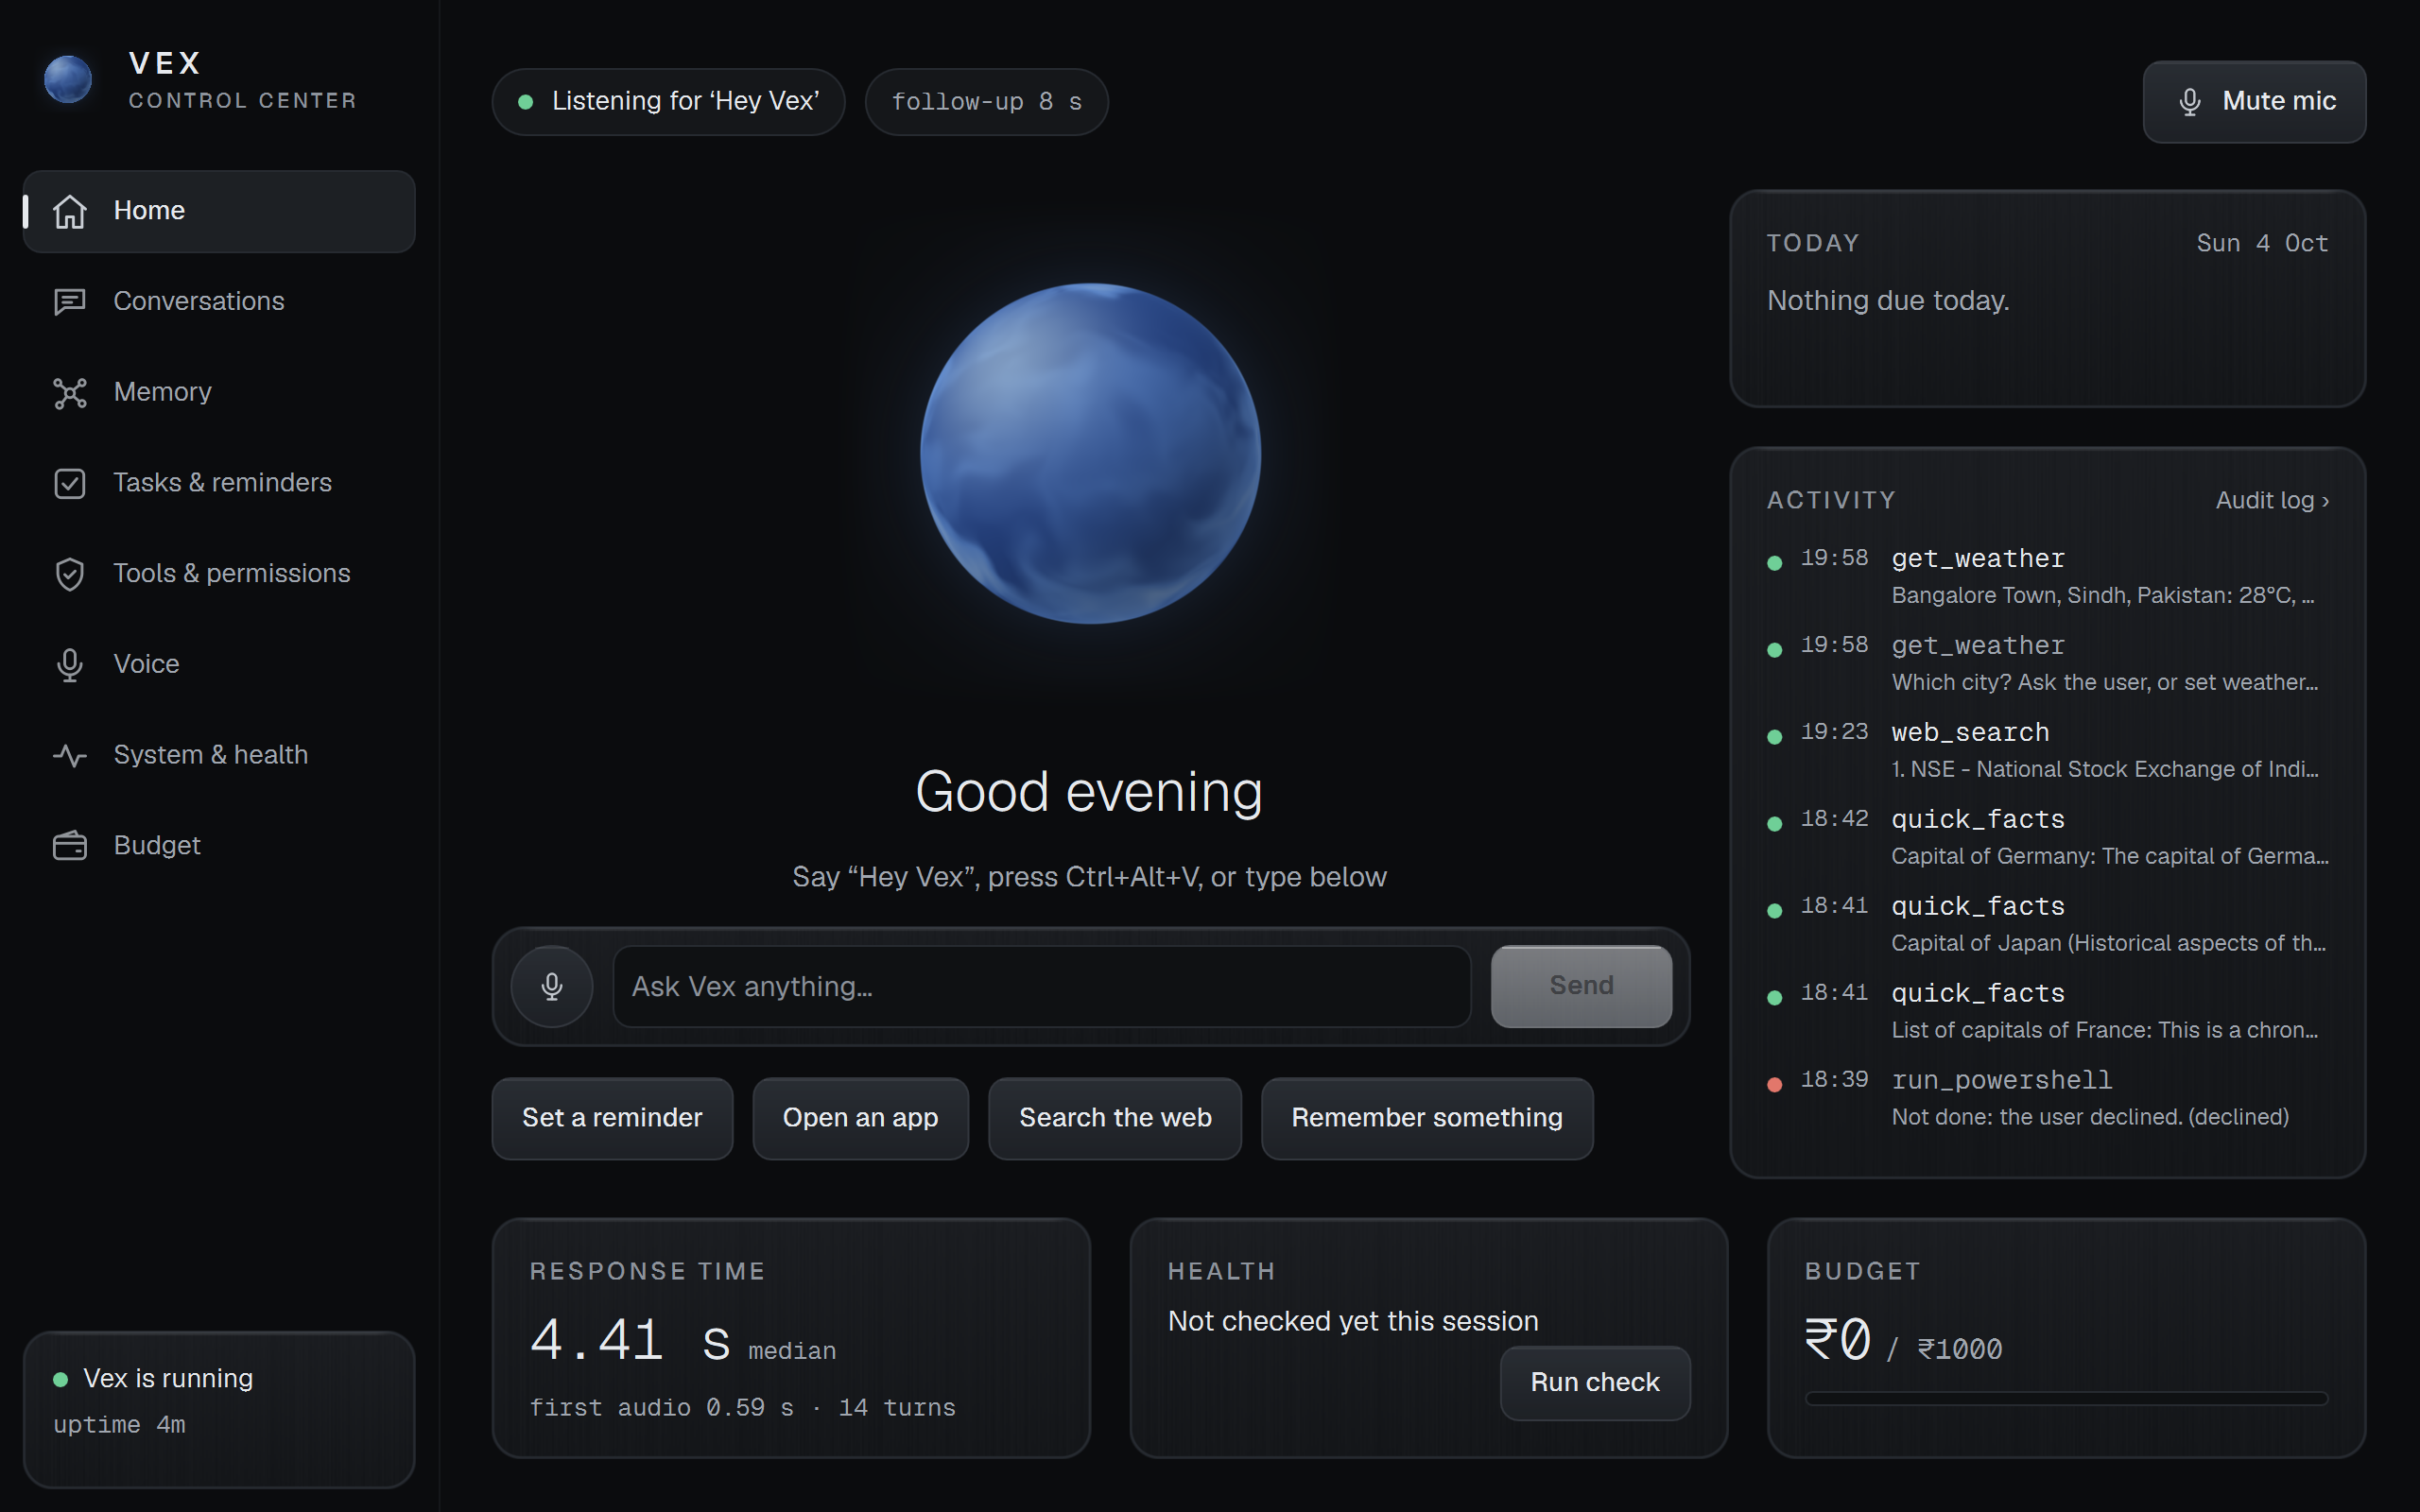 VEX
CONTROL CENTER
Home
Conversations
Memory
Tasks & reminders
Tools & permissions
Voice
System & health
Budget
Vex is running
uptime 4m
Listening for ‘Hey Vex’
follow-up 8 s
Mute mic
Good evening
Say “Hey Vex”, press Ctrl+Alt+V, or type below
Ask Vex anything…
Send
Set a reminder
Open an app
Search the web
Remember something
TODAY
Sun 4 Oct
Nothing due today.
ACTIVITY
Audit log ›
19:58 get_weather
Bangalore Town, Sindh, Pakistan: 28°C, …
19:58 get_weather
Which city? Ask the user, or set weather…
19:23 web_search
1. NSE - National Stock Exchange of Indi…
18:42 quick_facts
Capital of Germany: The capital of Germa…
18:41 quick_facts
Capital of Japan (Historical aspects of th…
18:41 quick_facts
List of capitals of France: This is a chron…
18:39 run_powershell
Not done: the user declined. (declined)
RESPONSE TIME
4.41 s median
first audio 0.59 s · 14 turns
HEALTH
Not checked yet this session
Run check
BUDGET
₹0 / ₹1000